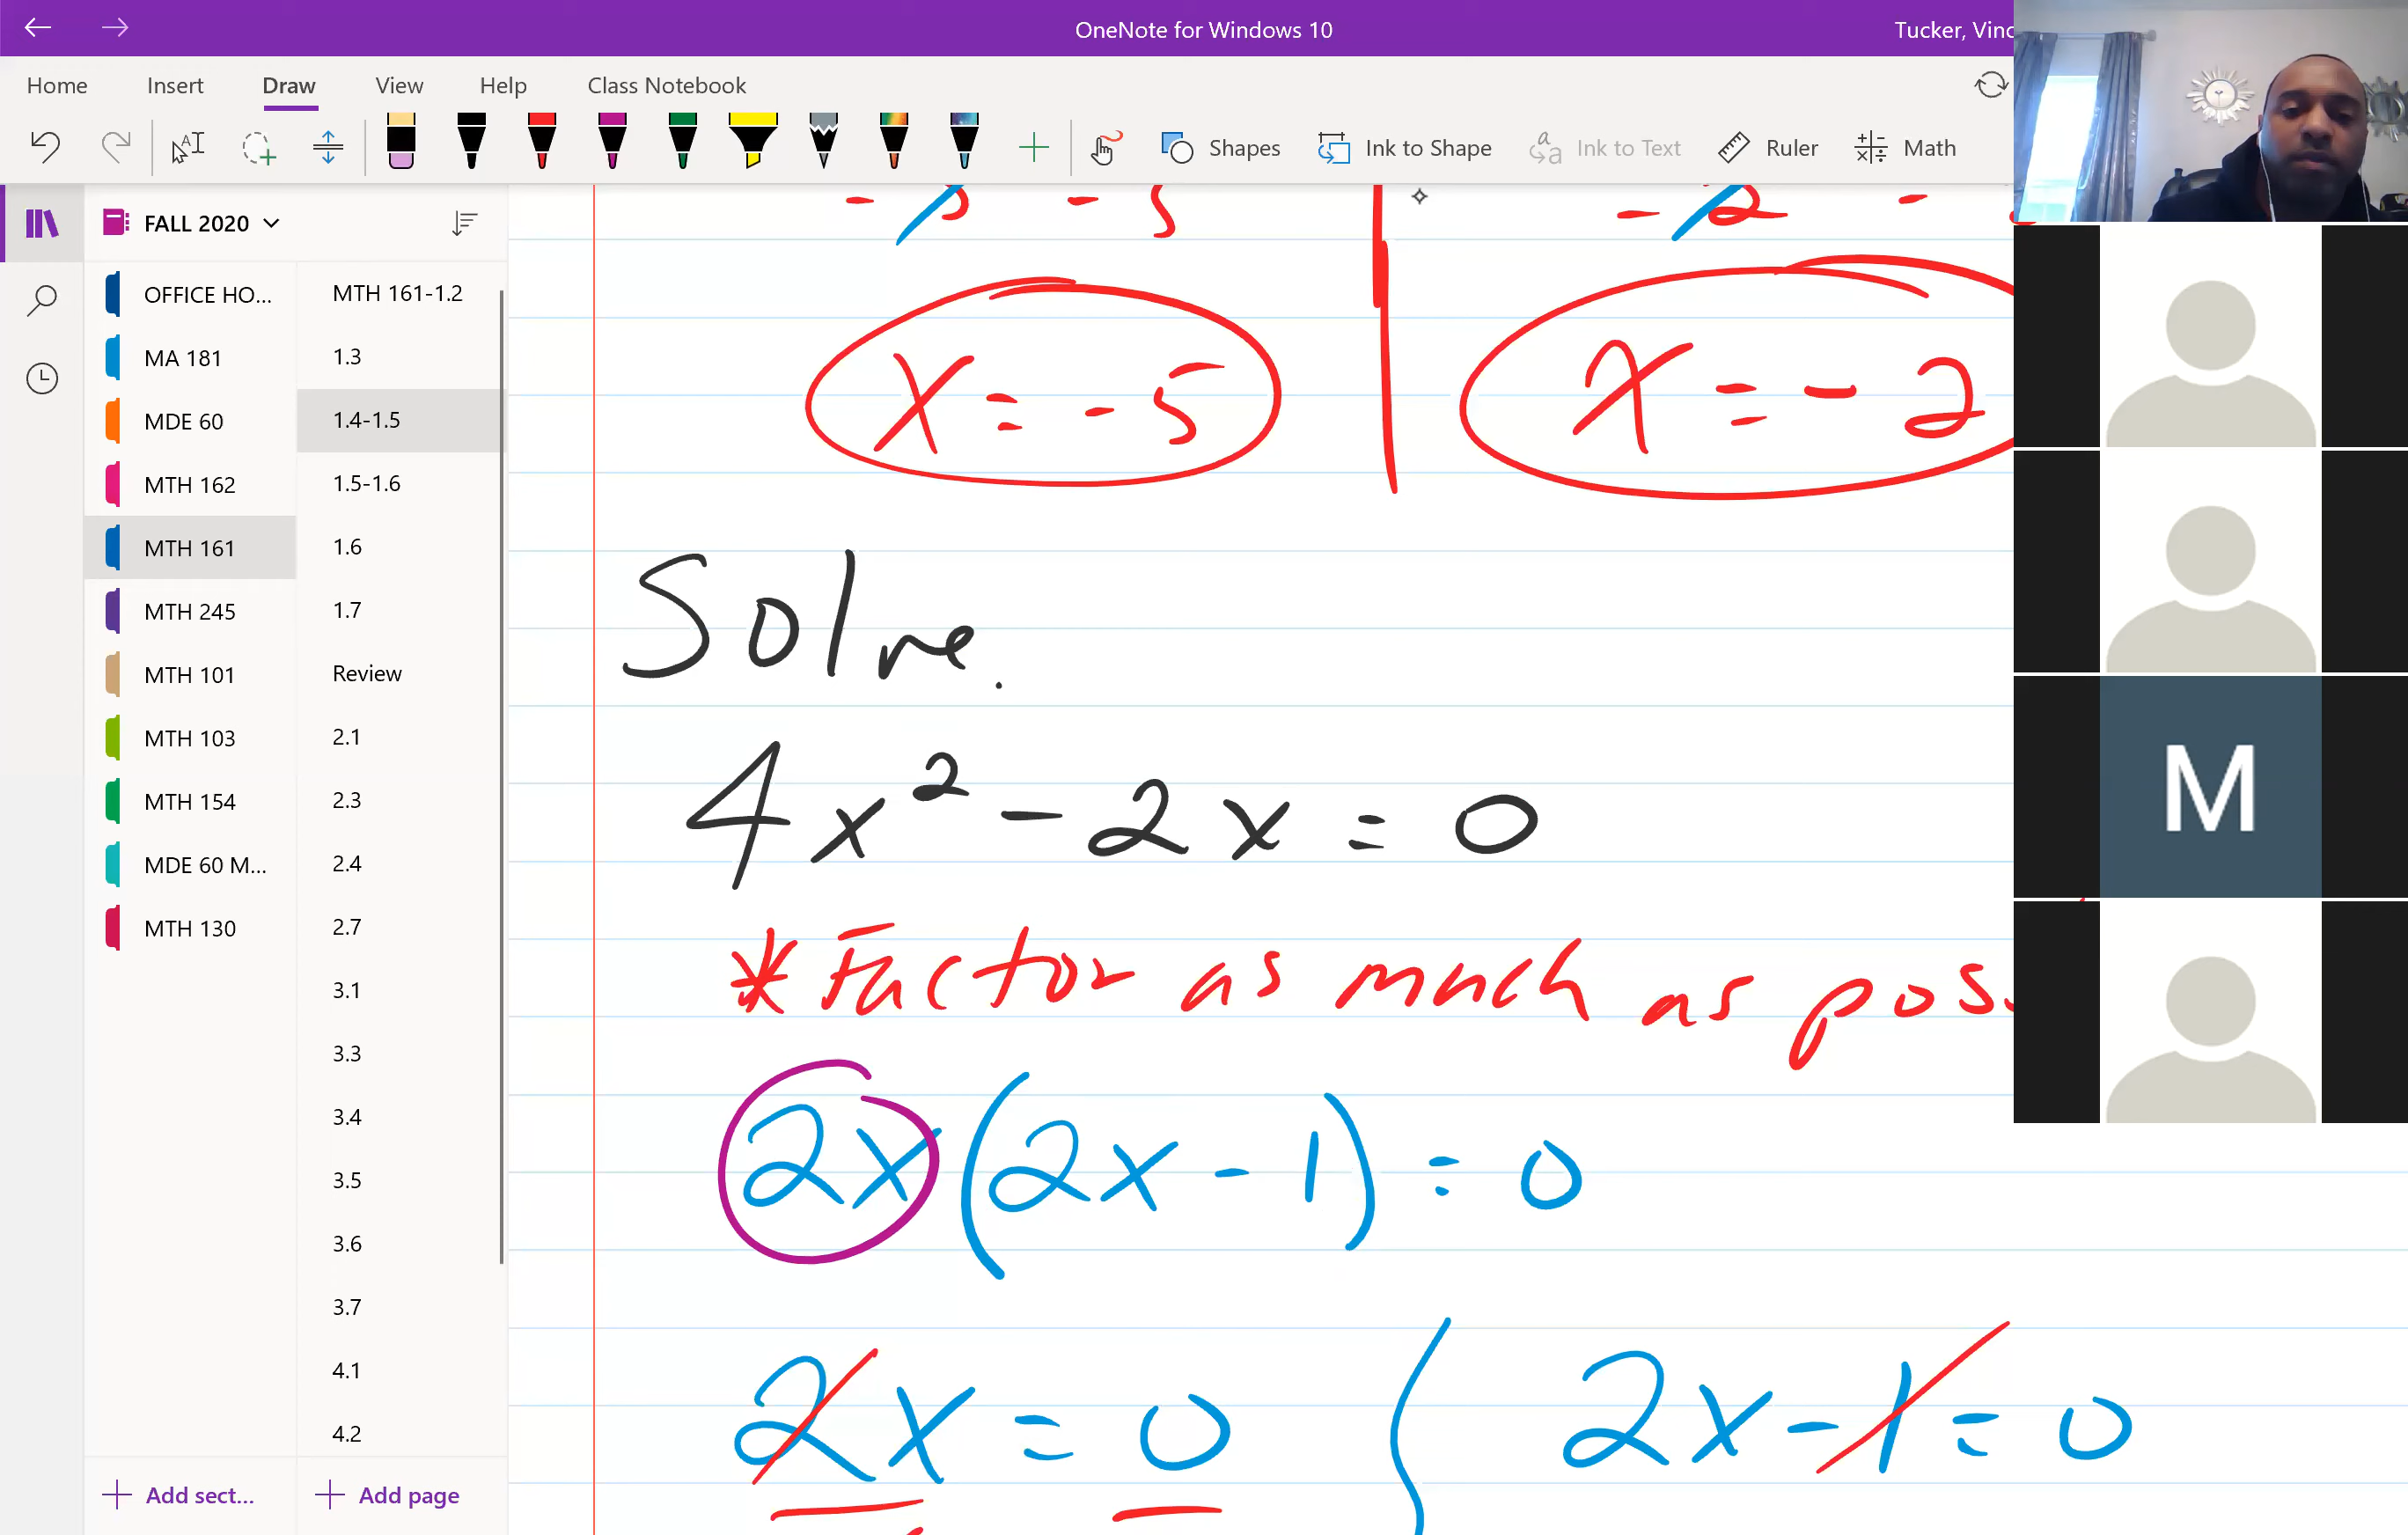 OneNote for Windows 10
Tucker, Vinc
Home Insert Draw View Help Class Notebook
Shapes Ink to Shape Ink to Text Ruler Math
FALL 2020
OFFICE HO...
MA 181
MDE 60
MTH 162
MTH 161
MTH 245
MTH 101
MTH 103
MTH 154
MDE 60 M...
MTH 130
Add sect...
MTH 161-1.2
1.3
1.4-1.5
1.5-1.6
1.6
1.7
Review
2.1
2.3
2.4
2.7
3.1
3.3
3.4
3.5
3.6
3.7
4.1
4.2
Add page
- 5 - 5 - 2 -
x = - 5 x = - 2
Solve.
4x² - 2x = 0
* Factor as much as poss
2x(2x - 1) = 0
2x = 0 2x - 1 = 0
M